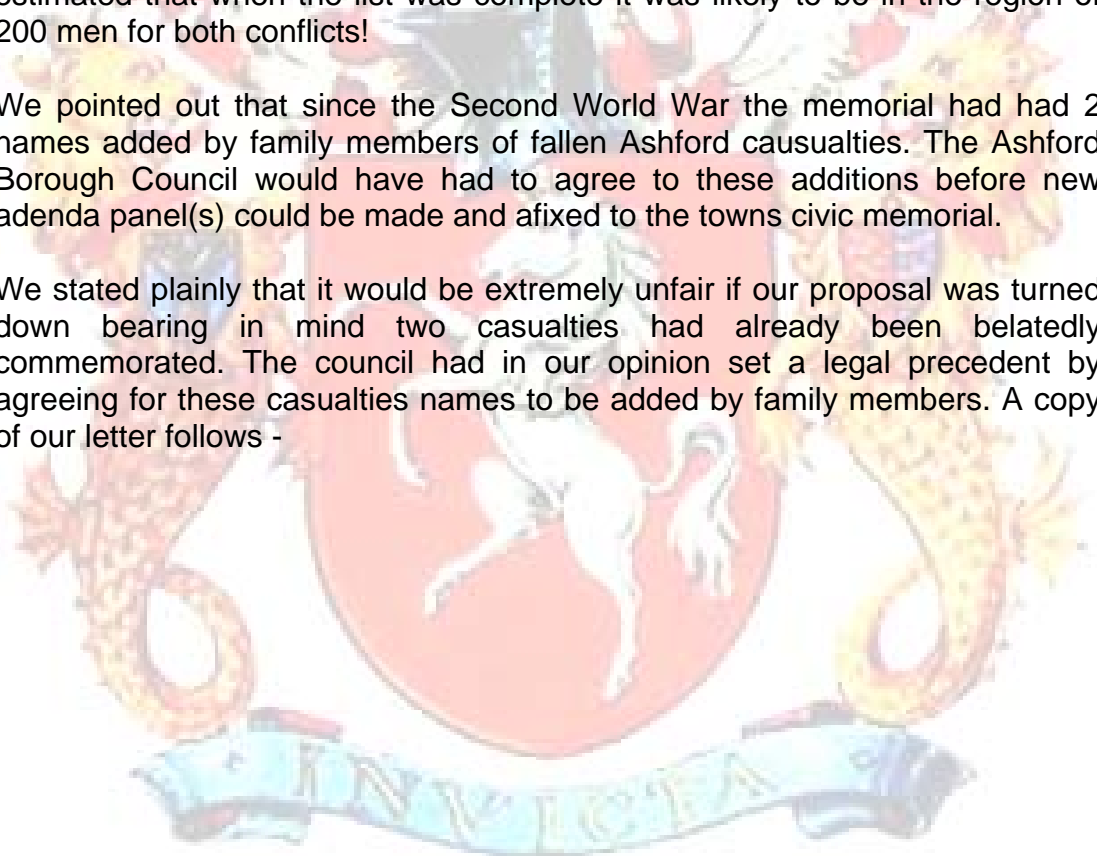 estimated that when the list was complete it was likely to be in the region of
200 men for both conflicts!
We pointed out that since the Second World War the memorial had had 2
names added by family members of fallen Ashford causualties. The Ashford
Borough Council would have had to agree to these additions before new
adenda panel(s) could be made and afixed to the towns civic memorial.
We stated plainly that it would be extremely unfair if our proposal was turned
down bearing in mind two casualties had already been belatedly
commemorated. The council had in our opinion set a legal precedent by
agreeing for these casualties names to be added by family members. A copy
of our letter follows -
INVICTA